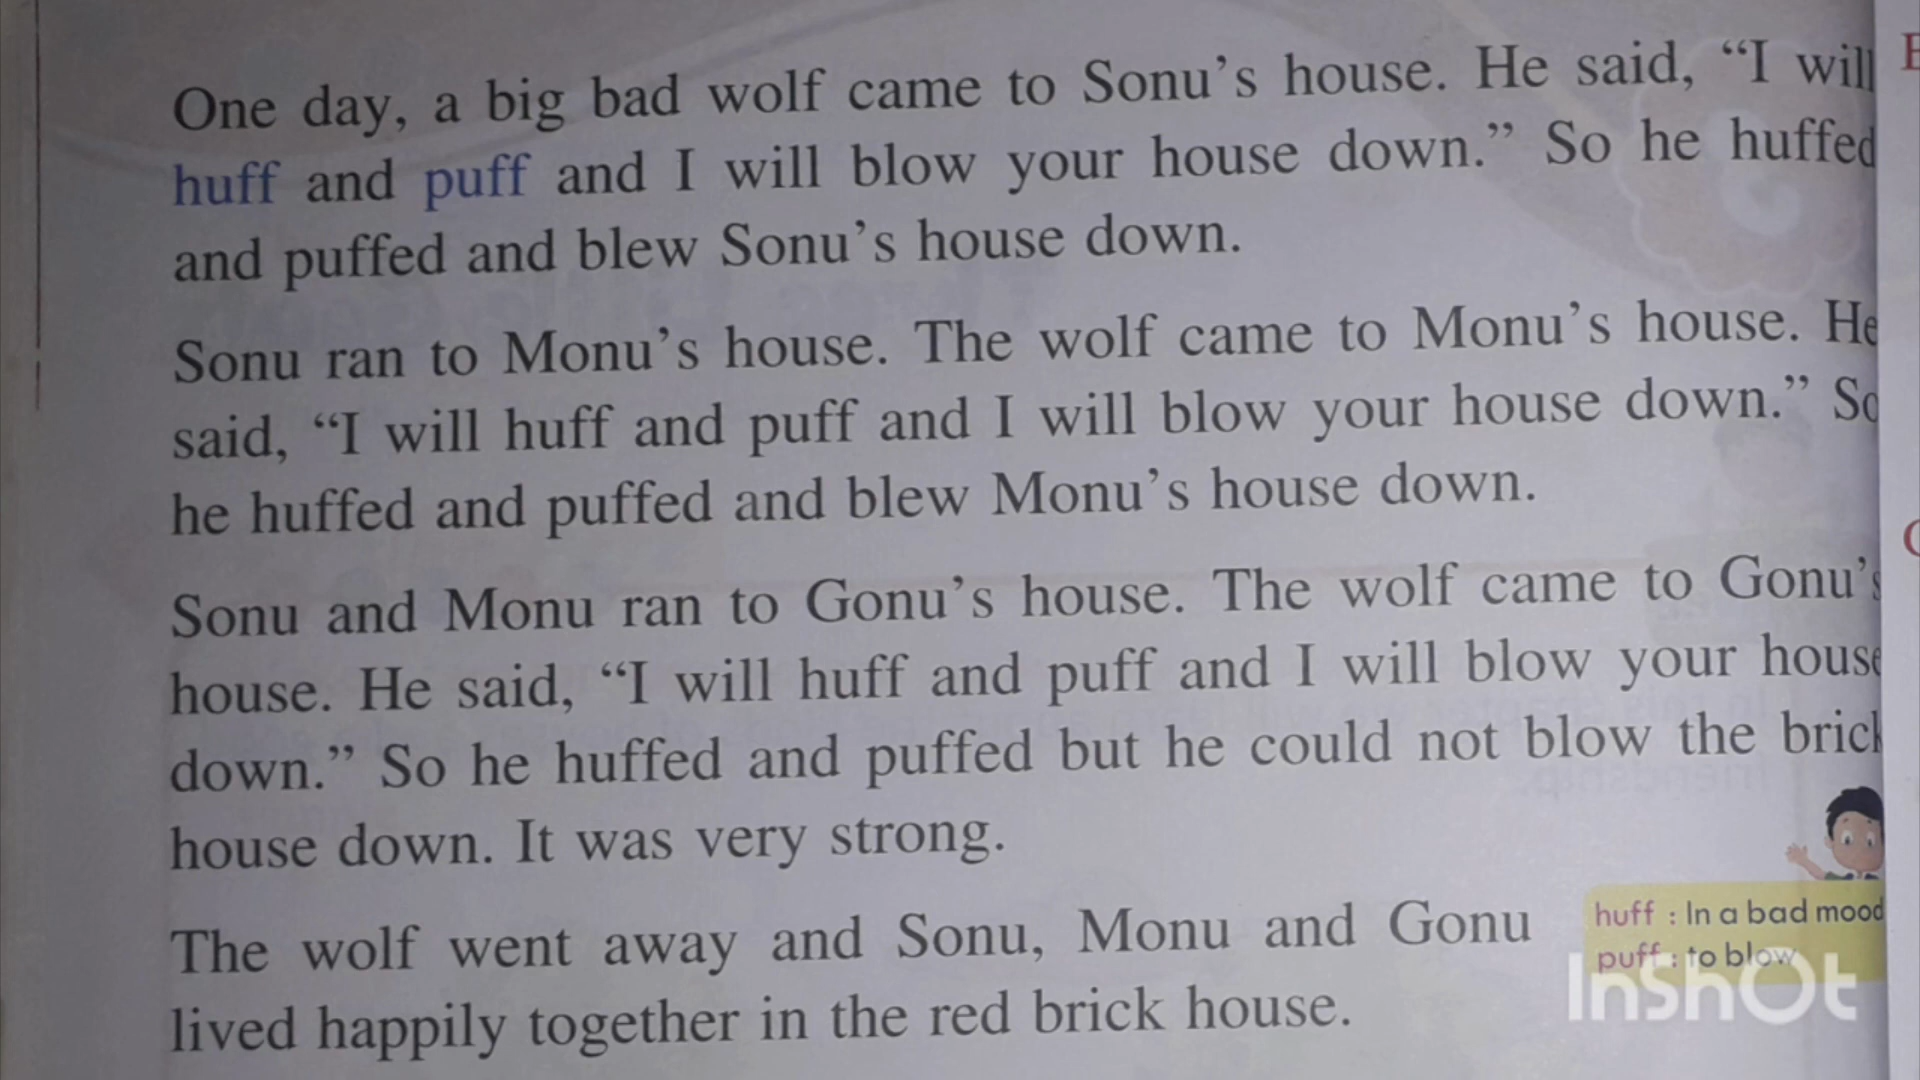 One day, a big bad wolf came to Sonu’s house. He said, “I will
huff and puff and I will blow your house down.” So he huffed
and puffed and blew Sonu’s house down.
Sonu ran to Monu’s house. The wolf came to Monu’s house. He
said, “I will huff and puff and I will blow your house down.” So
he huffed and puffed and blew Monu’s house down.
Sonu and Monu ran to Gonu’s house. The wolf came to Gonu’s
house. He said, “I will huff and puff and I will blow your house
down.” So he huffed and puffed but he could not blow the brick
house down. It was very strong.
The wolf went away and Sonu, Monu and Gonu
lived happily together in the red brick house.
huff : In a bad mood
puff : to blow
InShOt